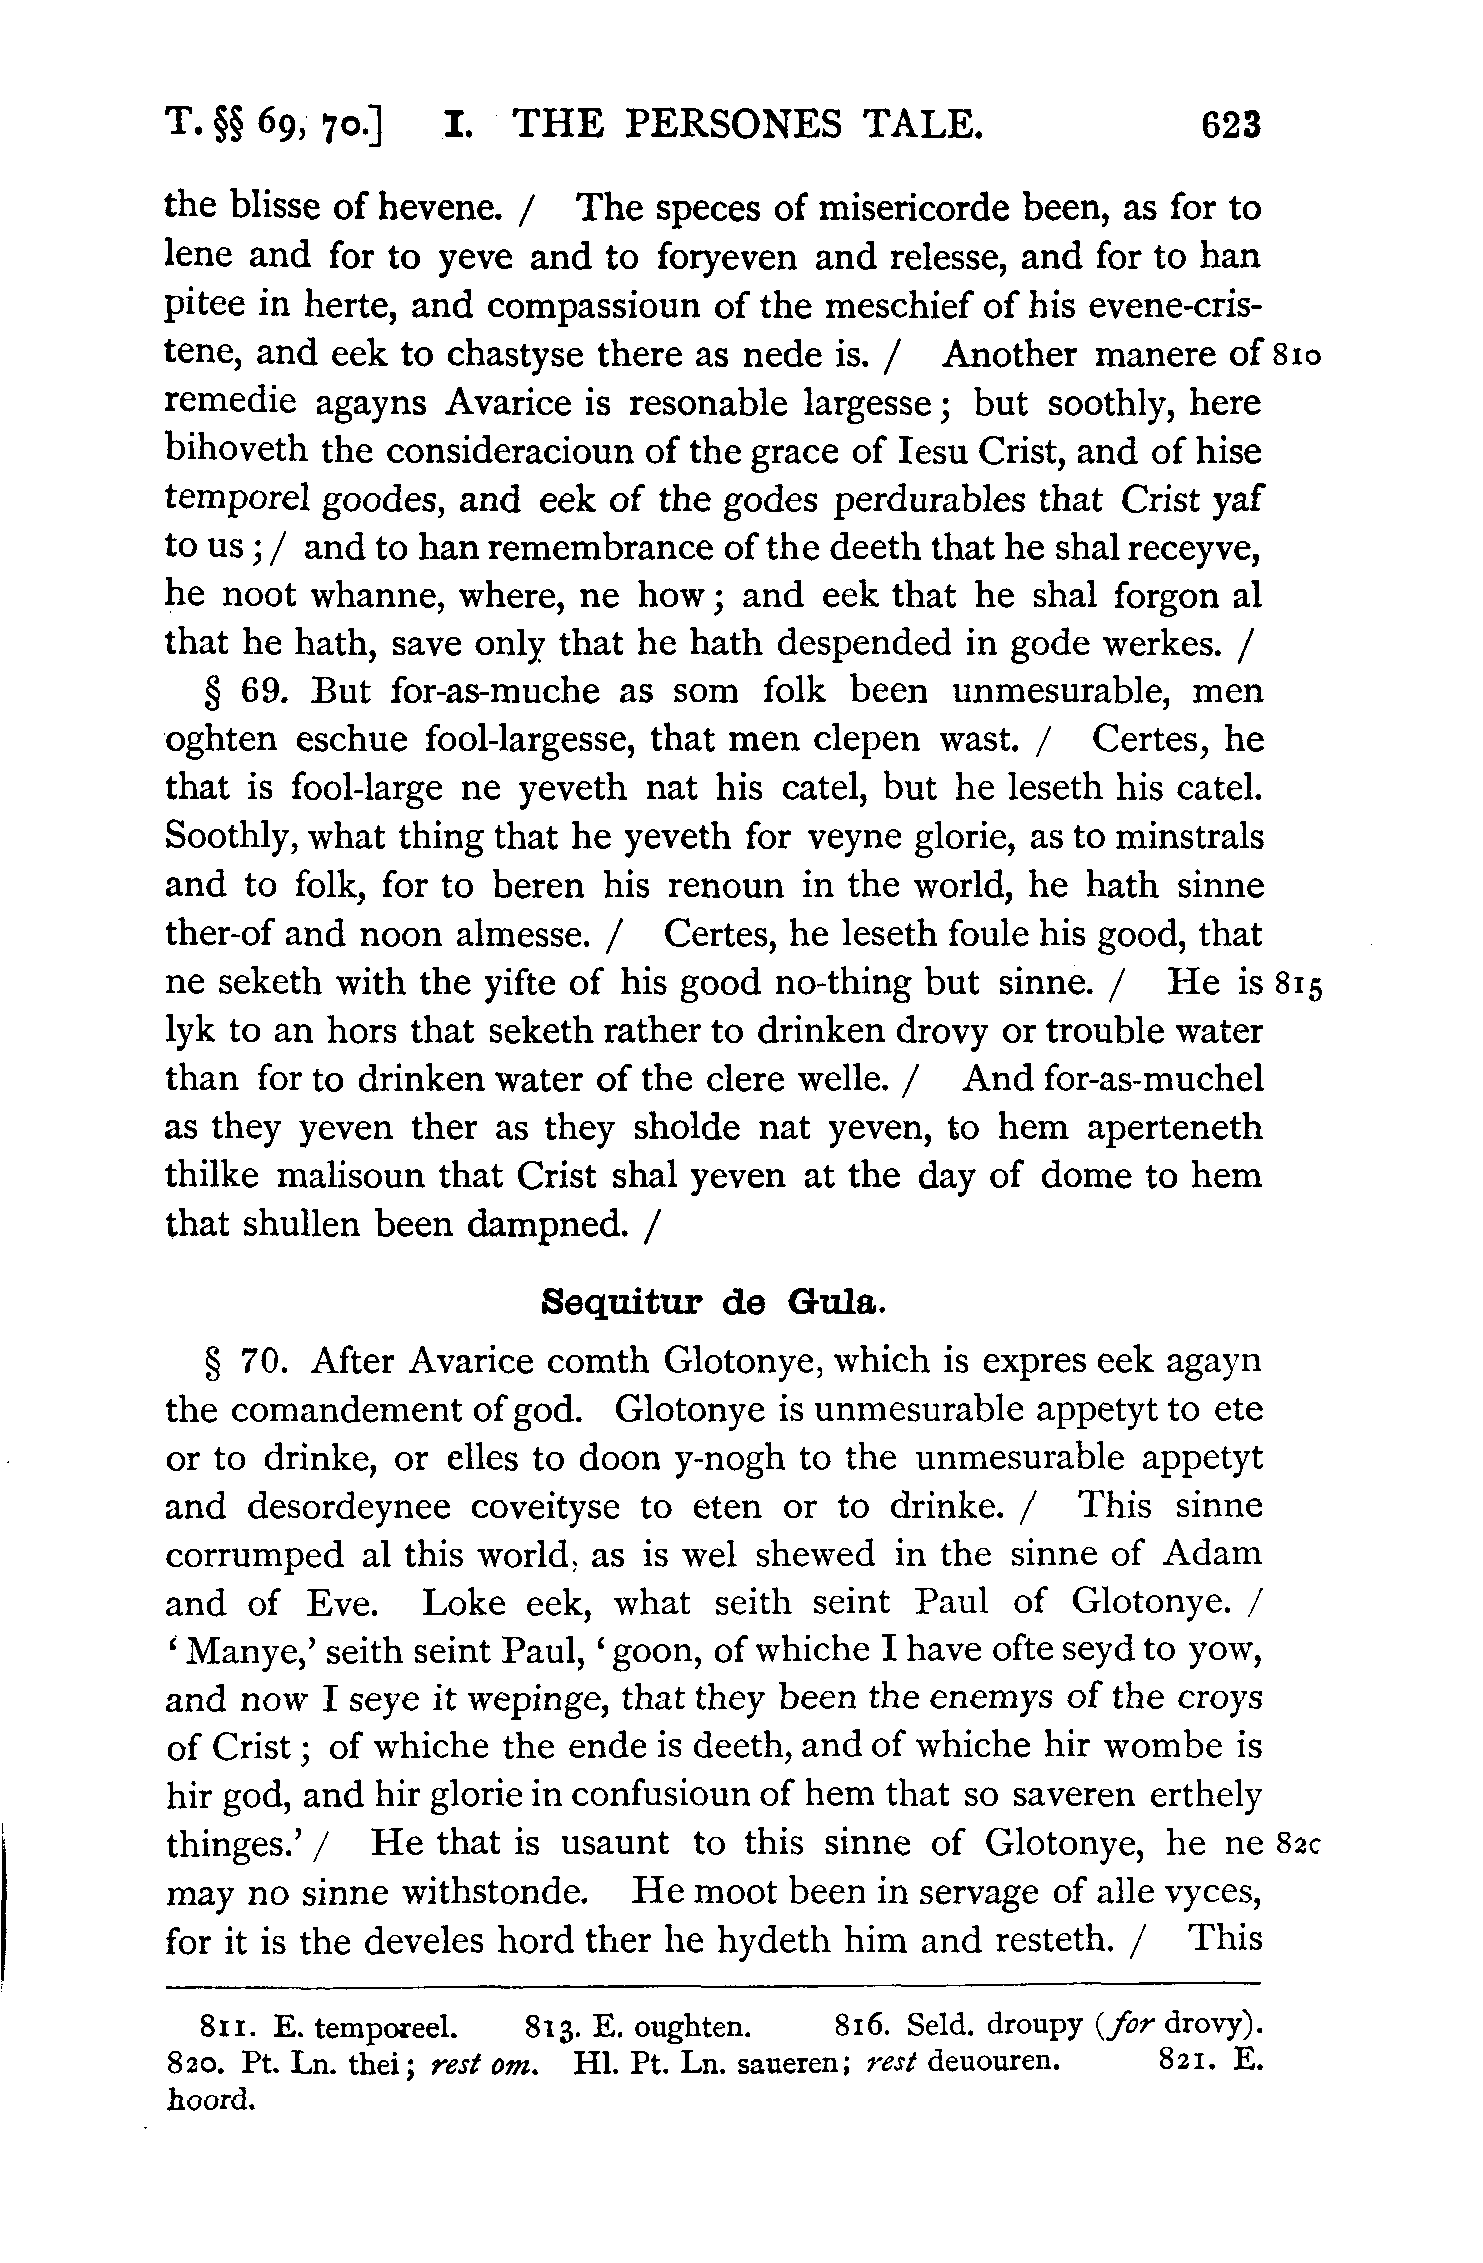 T. §§ 69, 70.] I. THE PERSONES TALE. 623
the blisse of hevene. / The speces of misericorde been, as for to
lene and for to yeve and to foryeven and relesse, and for to han
pitee in herte, and compassioun of the meschief of his evene-cris-
tene, and eek to chastyse there as nede is. / Another manere of 810
remedie agayns Avarice is resonable largesse; but soothly, here
bihoveth the consideracioun of the grace of Iesu Crist, and of hise
temporel goodes, and eek of the godes perdurables that Crist yaf
to us; / and to han remembrance of the deeth that he shal receyve,
he noot whanne, where, ne how; and eek that he shal forgon al
that he hath, save only that he hath despended in gode werkes. /
§ 69. But for-as-muche as som folk been unmesurable, men
oghten eschue fool-largesse, that men clepen wast. / Certes, he
that is fool-large ne yeveth nat his catel, but he leseth his catel.
Soothly, what thing that he yeveth for veyne glorie, as to minstrals
and to folk, for to beren his renoun in the world, he hath sinne
ther-of and noon almesse. / Certes, he leseth foule his good, that
ne seketh with the yifte of his good no-thing but sinne. / He is 815
lyk to an hors that seketh rather to drinken drovy or trouble water
than for to drinken water of the clere welle. / And for-as-muchel
as they yeven ther as they sholde nat yeven, to hem aperteneth
thilke malisoun that Crist shal yeven at the day of dome to hem
that shullen been dampned. /
Sequitur de Gula.
§ 70. After Avarice comth Glotonye, which is expres eek agayn
the comandement of god. Glotonye is unmesurable appetyt to ete
or to drinke, or elles to doon y-nogh to the unmesurable appetyt
and desordeynee coveityse to eten or to drinke. / This sinne
corrumped al this world, as is wel shewed in the sinne of Adam
and of Eve. Loke eek, what seith seint Paul of Glotonye. /
‘Manye,’ seith seint Paul, ‘goon, of whiche I have ofte seyd to yow,
and now I seye it wepinge, that they been the enemys of the croys
of Crist; of whiche the ende is deeth, and of whiche hir wombe is
hir god, and hir glorie in confusioun of hem that so saveren erthely
thinges.’ / He that is usaunt to this sinne of Glotonye, he ne 820
may no sinne withstonde. He moot been in servage of alle vyces,
for it is the develes hord ther he hydeth him and resteth. / This
811. E. temporeel. 813. E. oughten. 816. Seld. droupy (for drovy).
820. Pt. Ln. thei; rest om. Hl. Pt. Ln. saueren; rest deuouren. 821. E.
hoord.